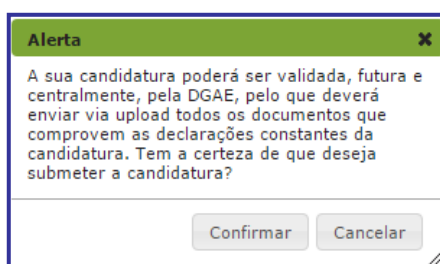 Alerta
A sua candidatura poderá ser validada, futura e
centralmente, pela DGAE, pelo que deverá
enviar via upload todos os documentos que
comprovem as declarações constantes da
candidatura. Tem a certeza de que deseja
submeter a candidatura?
Confirmar Cancelar